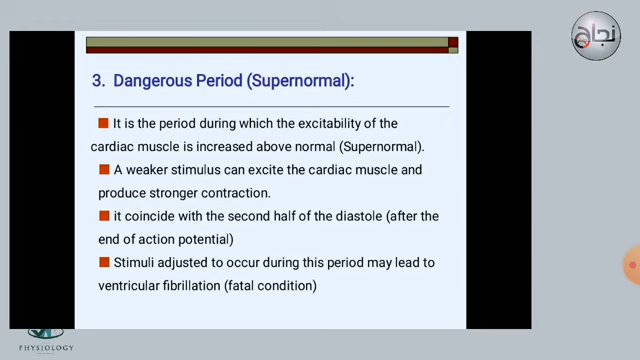 نجاح
3. Dangerous Period (Supernormal):
It is the period during which the excitability of the
cardiac muscle is increased above normal (Supernormal).
A weaker stimulus can excite the cardiac muscle and
produce stronger contraction.
it coincide with the second half of the diastole (after the
end of action potential)
Stimuli adjusted to occur during this period may lead to
ventricular fibrillation (fatal condition)
PHYSIOLOGY